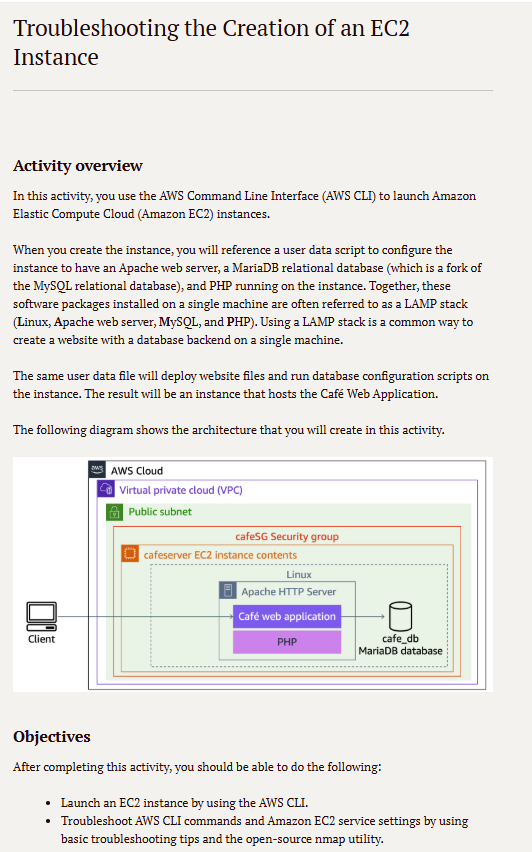 Troubleshooting the Creation of an EC2
Instance
Activity overview
In this activity, you use the AWS Command Line Interface (AWS CLI) to launch Amazon
Elastic Compute Cloud (Amazon EC2) instances.
When you create the instance, you will reference a user data script to configure the
instance to have an Apache web server, a MariaDB relational database (which is a fork of
the MySQL relational database), and PHP running on the instance. Together, these
software packages installed on a single machine are often referred to as a LAMP stack
(Linux, Apache web server, MySQL, and PHP). Using a LAMP stack is a common way to
create a website with a database backend on a single machine.
The same user data file will deploy website files and run database configuration scripts on
the instance. The result will be an instance that hosts the Café Web Application.
The following diagram shows the architecture that you will create in this activity.
aws AWS Cloud
Virtual private cloud (VPC)
Public subnet
cafeSG Security group
cafeserver EC2 instance contents
Linux
Apache HTTP Server
Café web application
PHP
Client
cafe_db
MariaDB database
Objectives
After completing this activity, you should be able to do the following:
• Launch an EC2 instance by using the AWS CLI.
• Troubleshoot AWS CLI commands and Amazon EC2 service settings by using
basic troubleshooting tips and the open-source nmap utility.